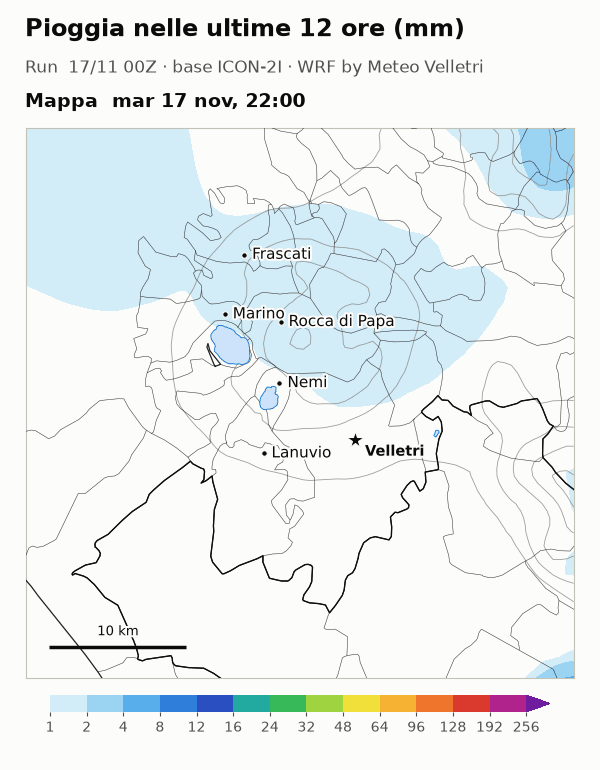 Pioggia nelle ultime 12 ore (mm)
Run 17/11 00Z · base ICON-2I · WRF by Meteo Velletri
Mappa mar 17 nov, 22:00
Frascati
Marino
Rocca di Papa
Nemi
Velletri
Lanuvio
10 km
1 2 4 8 12 16 24 32 48 64 96 128 192 256